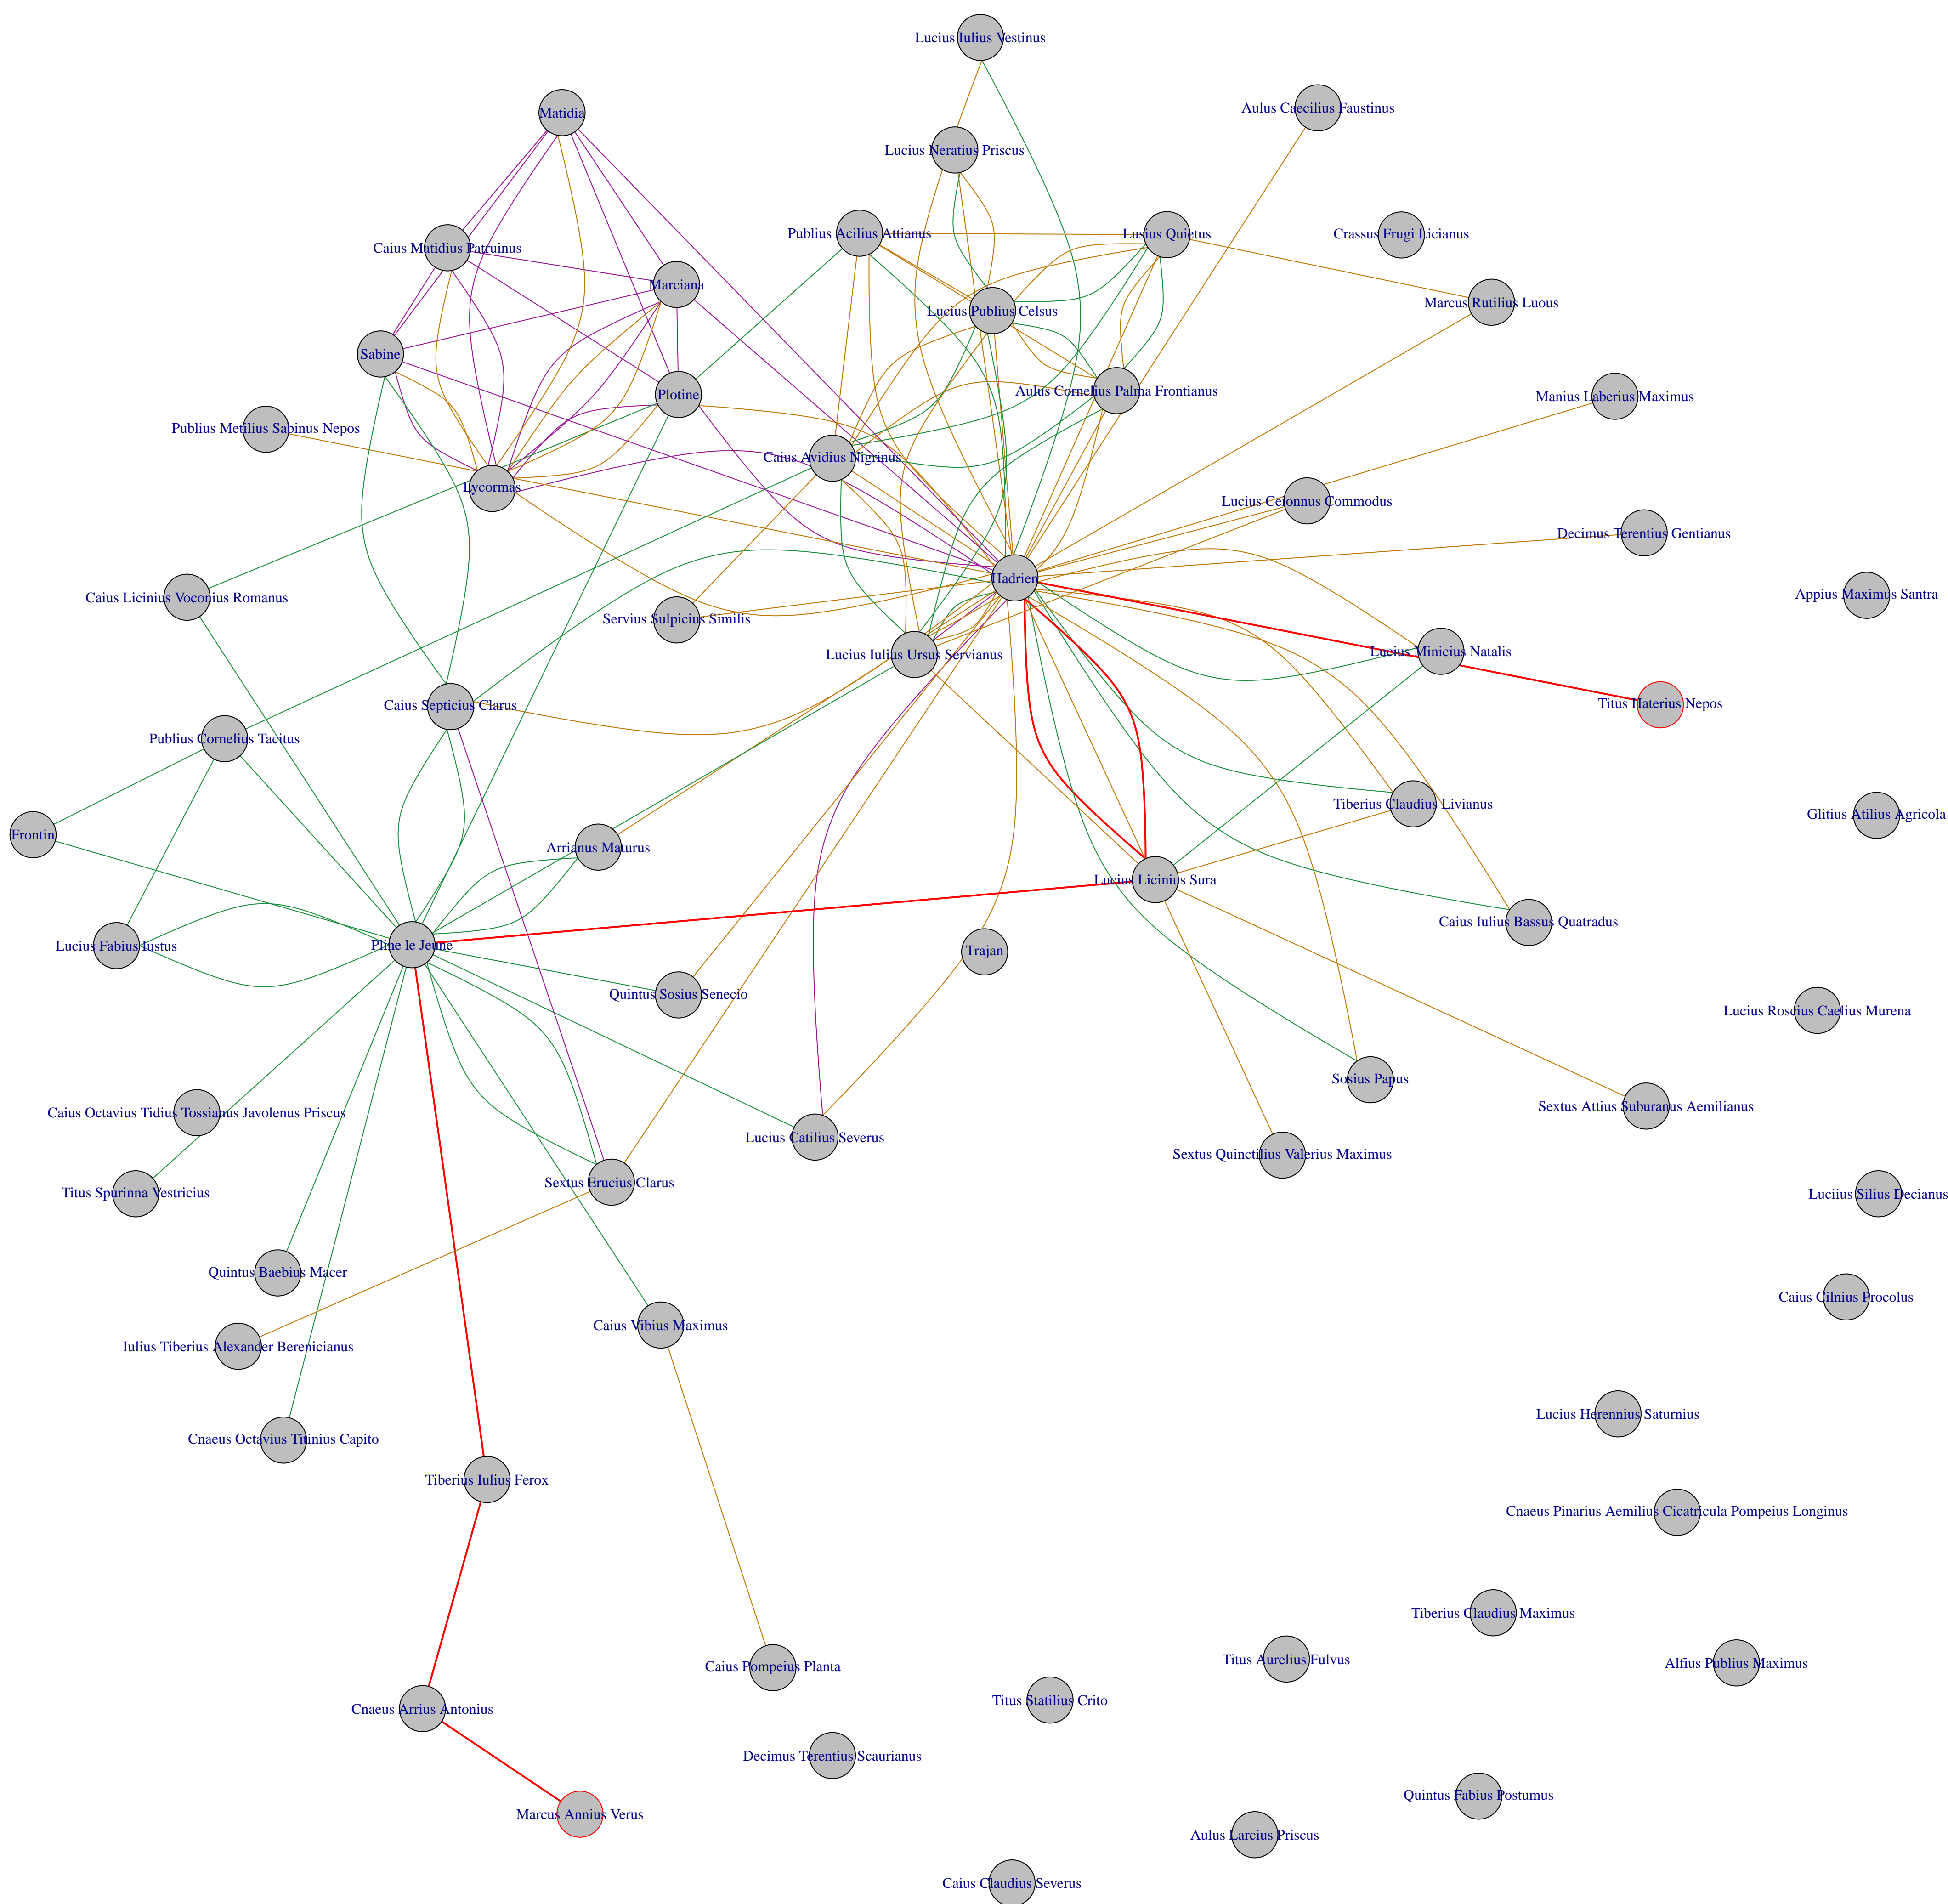 Lucius Iulius Vestinus
Matidia
Aulus Caecilius Faustinus
Lucius Neratius Priscus
Publius Acilius Attianus
Lusius Quietus
Crassus Frugi Licianus
Caius Matidius Patruinus
Marciana
Marcus Rutilius Luous
Lucius Publius Celsus
Sabine
Plotine
Aulus Cornelius Palma Frontianus
Manius Laberius Maximus
Publius Metilius Sabinus Nepos
Caius Avidius Nigrinus
Lycormas
Lucius Ceionnus Commodus
Decimus Terentius Gentianus
Hadrien
Appius Maximus Santra
Caius Licinius Voconius Romanus
Servius Sulpicius Similis
Lucius Iulius Ursus Servianus
Lucius Minicius Natalis
Caius Septicius Clarus
Titus Haterius Nepos
Publius Cornelius Tacitus
Tiberius Claudius Livianus
Glitius Atilius Agricola
Frontin
Arrianus Maturus
Lucius Licinius Sura
Caius Iulius Bassus Quatradus
Lucius Fabius Iustus
Pline le Jeune
Trajan
Quintus Sosius Senecio
Lucius Roscius Caelius Murena
Sosius Papus
Caius Octavius Tidius Tossianus Javolenus Priscus
Sextus Attius Suburanus Aemilianus
Lucius Catilius Severus
Sextus Quinctilius Valerius Maximus
Sextus Erucius Clarus
Titus Spurinna Vestricius
Luciius Silius Decianus
Quintus Baebius Macer
Caius Cilnius Procolus
Caius Vibius Maximus
Iulius Tiberius Alexander Berenicianus
Lucius Herennius Saturnius
Cnaeus Octavius Titinius Capito
Tiberius Iulius Ferox
Cnaeus Pinarius Aemilius Cicatricula Pompeius Longinus
Tiberius Claudius Maximus
Titus Aurelius Fulvus
Alfius Publius Maximus
Caius Pompeius Planta
Titus Statilius Crito
Cnaeus Arrius Antonius
Decimus Terentius Scaurianus
Quintus Fabius Postumus
Marcus Annius Verus
Aulus Larcius Priscus
Caius Claudius Severus